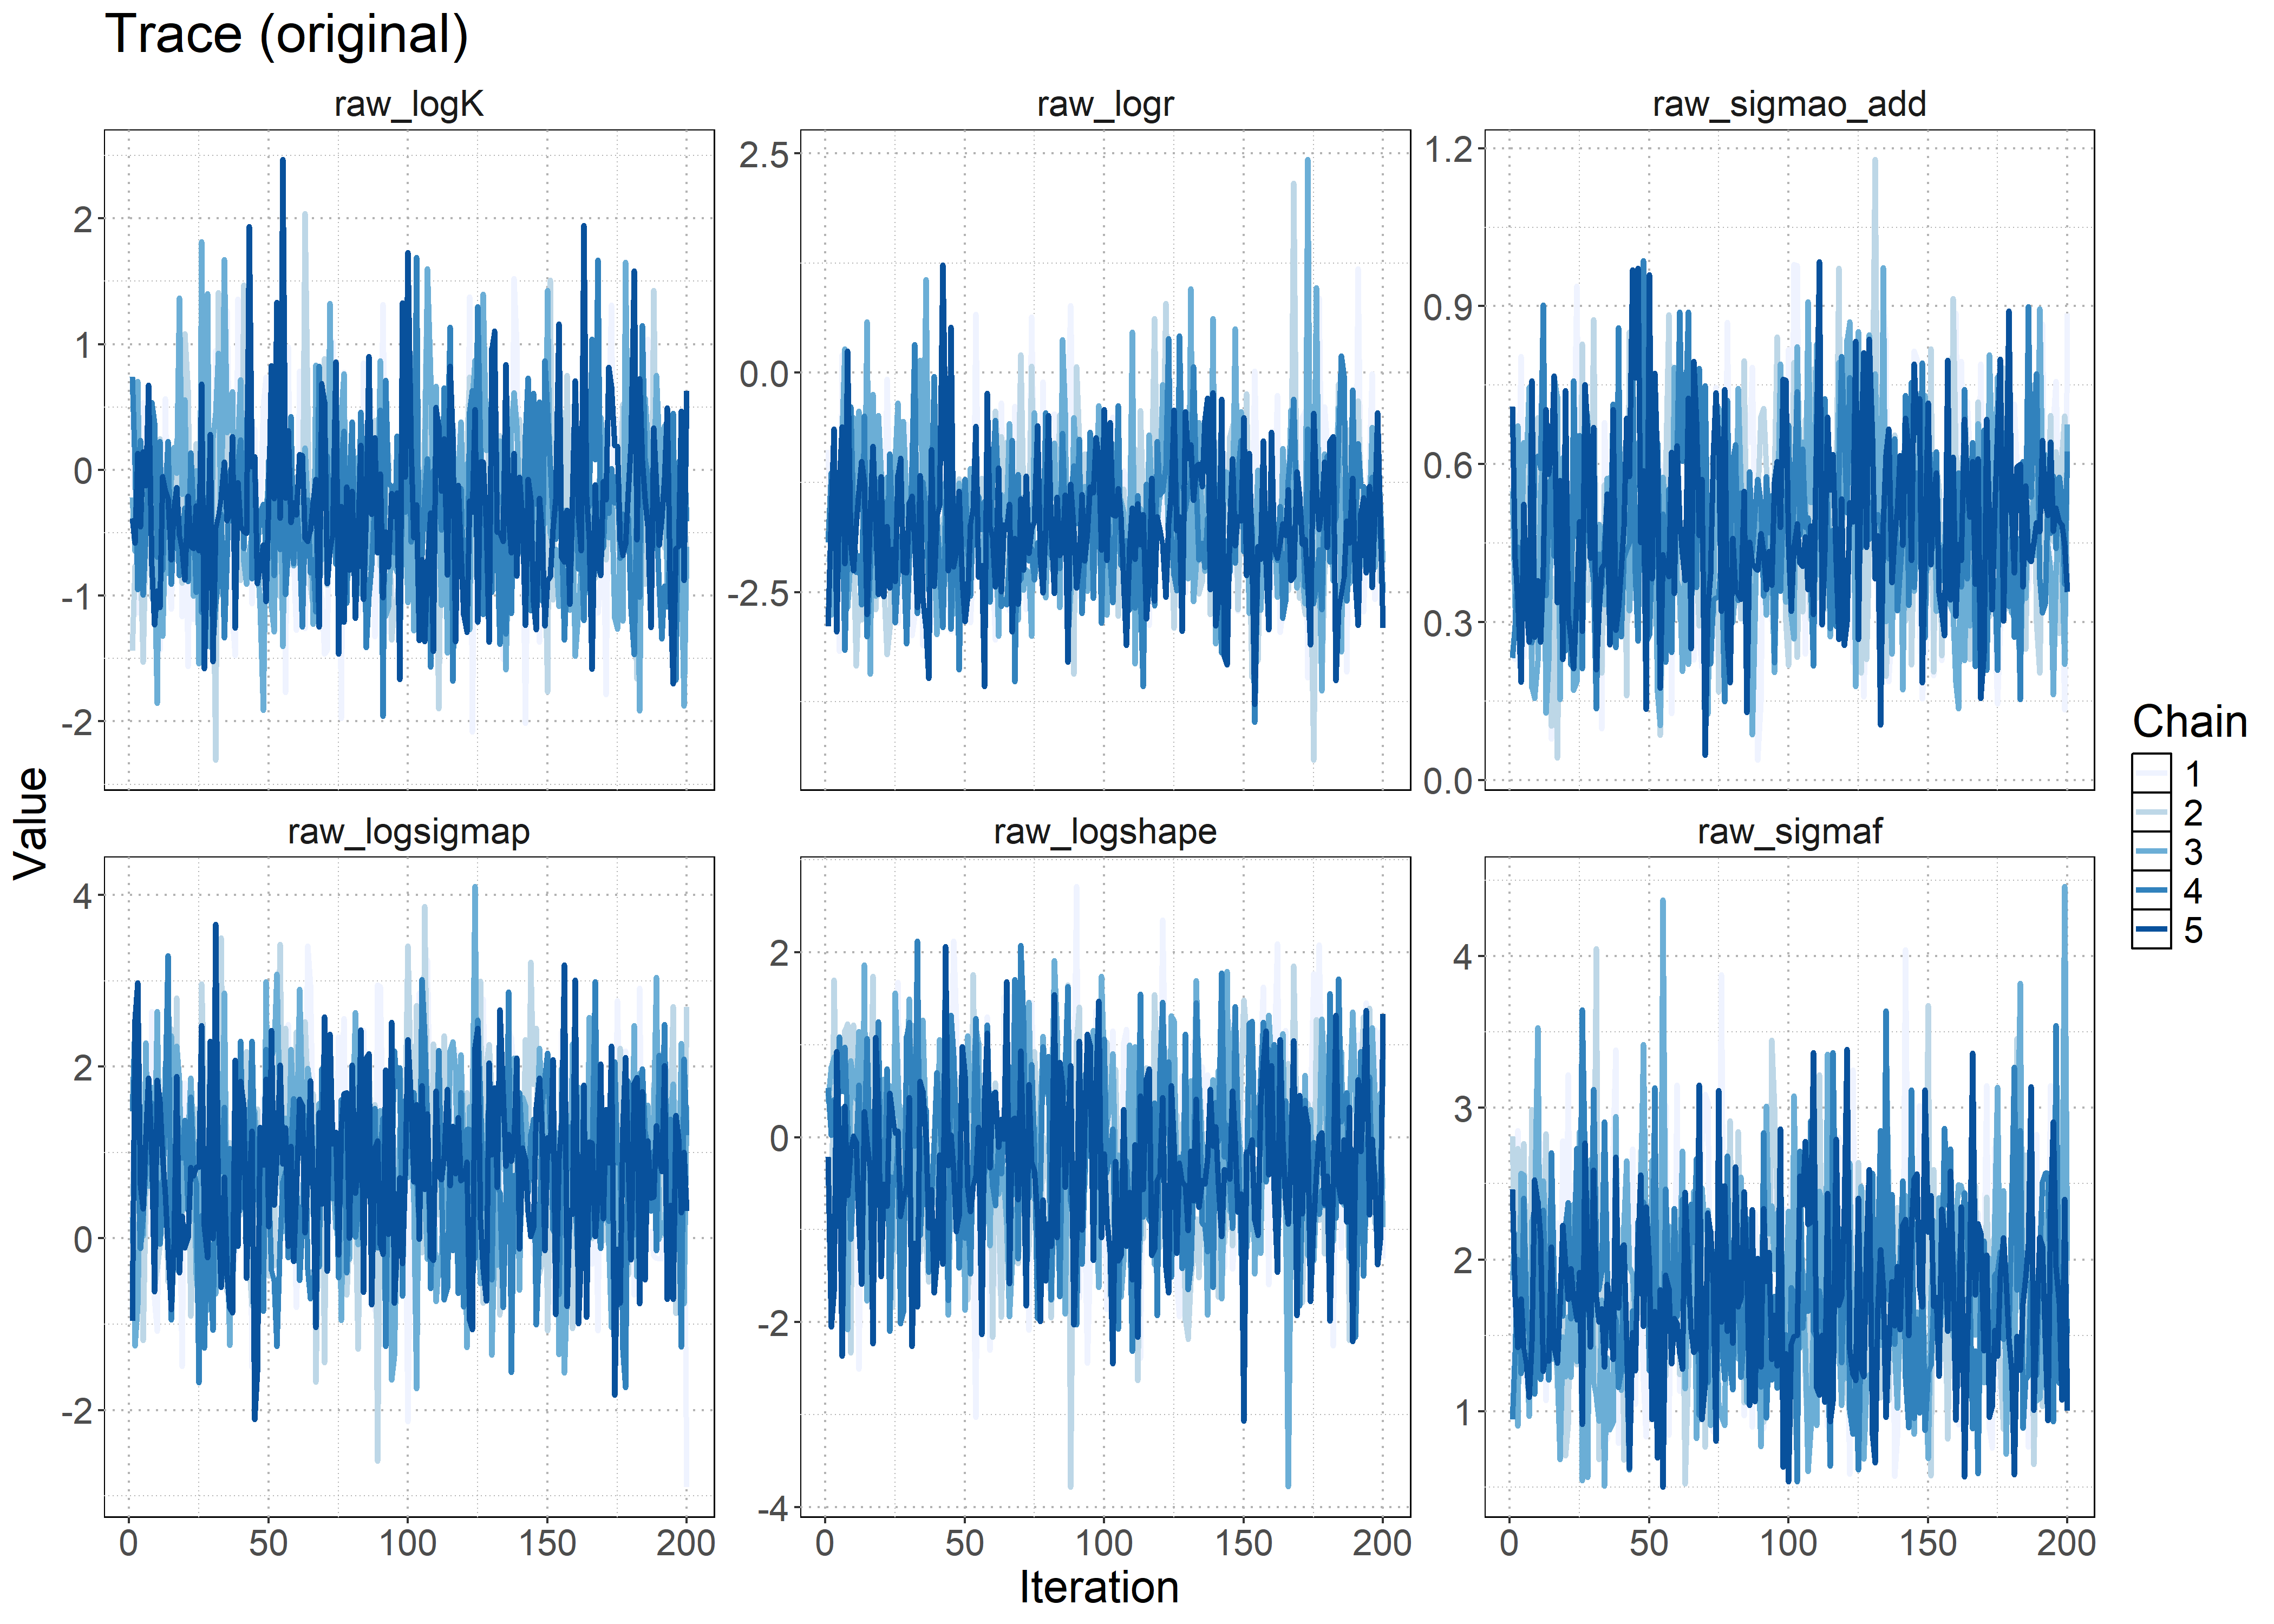 Trace (original)
raw_logK
raw_logr
raw_sigmao_add
2
1
0
-1
-2
2.5
0.0
-2.5
1.2
0.9
0.6
0.3
0.0
Value
raw_logsigmap
raw_logshape
raw_sigmaf
4
2
0
-2
2
0
-2
-4
4
3
2
1
0 50 100 150 200
0 50 100 150 200
0 50 100 150 200
Iteration
Chain
1
2
3
4
5